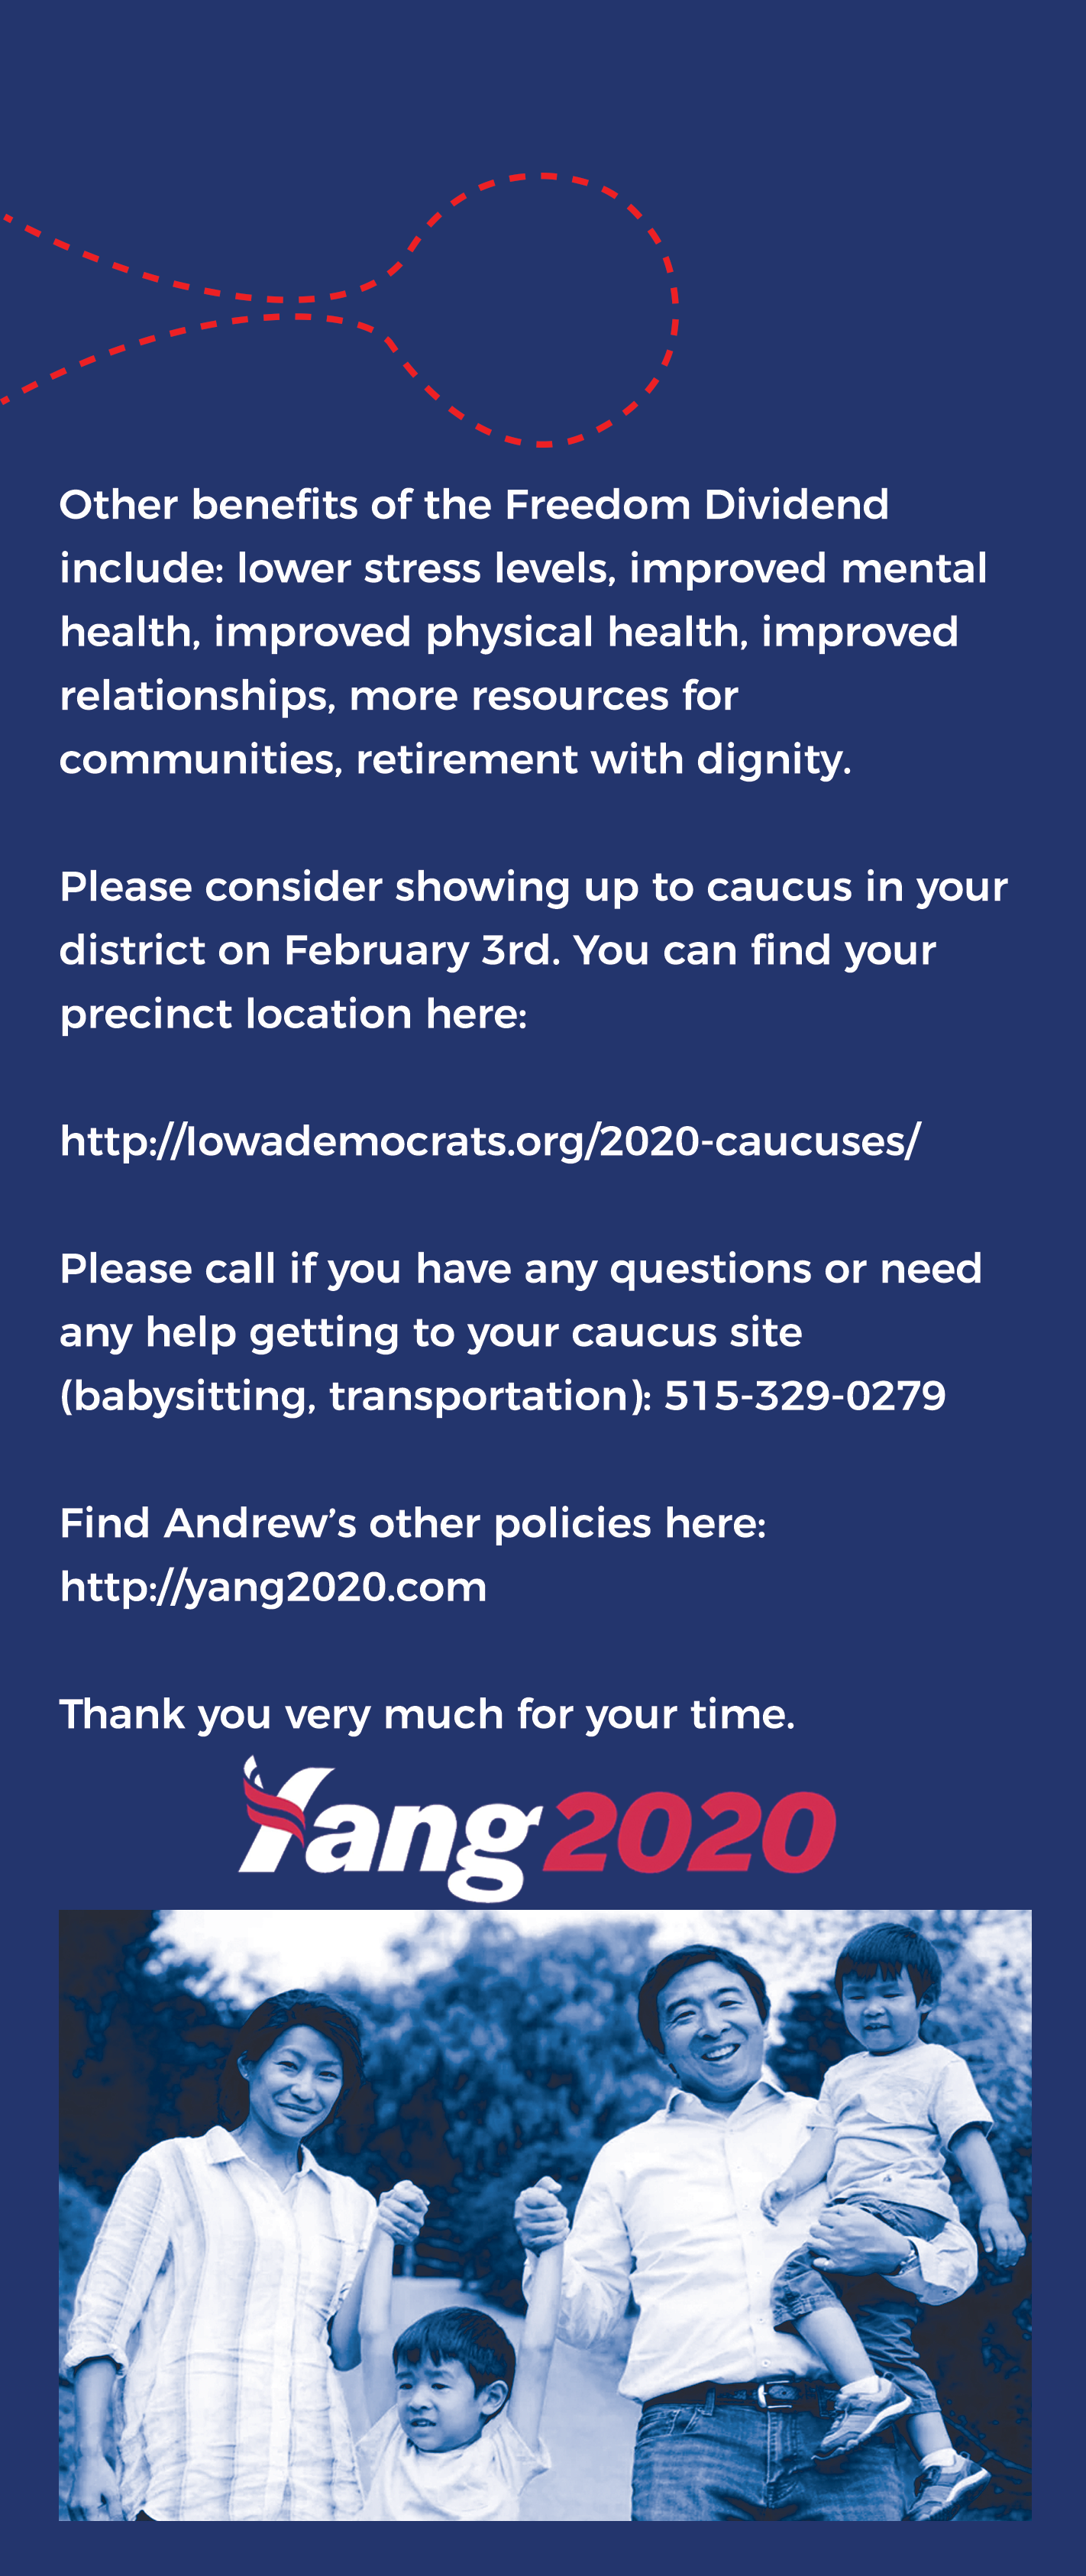 Other benefits of the Freedom Dividend
include: lower stress levels, improved mental
health, improved physical health, improved
relationships, more resources for
communities, retirement with dignity.
Please consider showing up to caucus in your
district on February 3rd. You can find your
precinct location here:
http://Iowademocrats.org/2020-caucuses/
Please call if you have any questions or need
any help getting to your caucus site
(babysitting, transportation): 515-329-0279
Find Andrew’s other policies here:
http://yang2020.com
Thank you very much for your time.
Yang2020